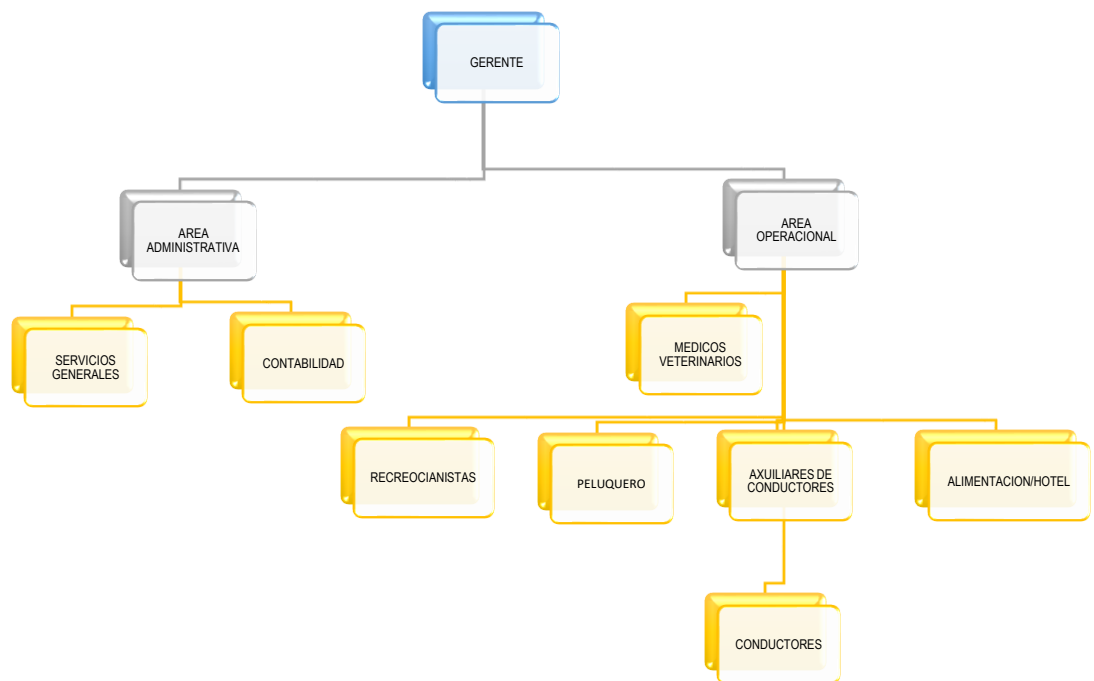 GERENTE
AREA
ADMINISTRATIVA
AREA
OPERACIONAL
SERVICIOS
GENERALES
CONTABILIDAD
MEDICOS
VETERINARIOS
RECREOCIANISTAS
PELUQUERO
AXUILIARES DE
CONDUCTORES
ALIMENTACION/HOTEL
CONDUCTORES